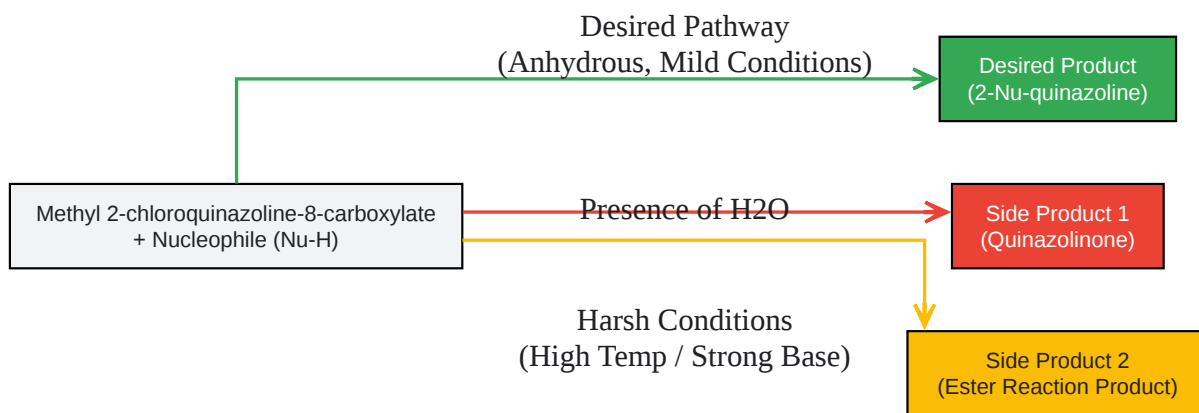 Desired Pathway
(Anhydrous, Mild Conditions)
Desired Product
(2-Nu-quinazoline)
Methyl 2-chloroquinazoline-8-carboxylate
+ Nucleophile (Nu-H)
Presence of H2O
Side Product 1
(Quinazolinone)
Harsh Conditions
(High Temp / Strong Base)
Side Product 2
(Ester Reaction Product)